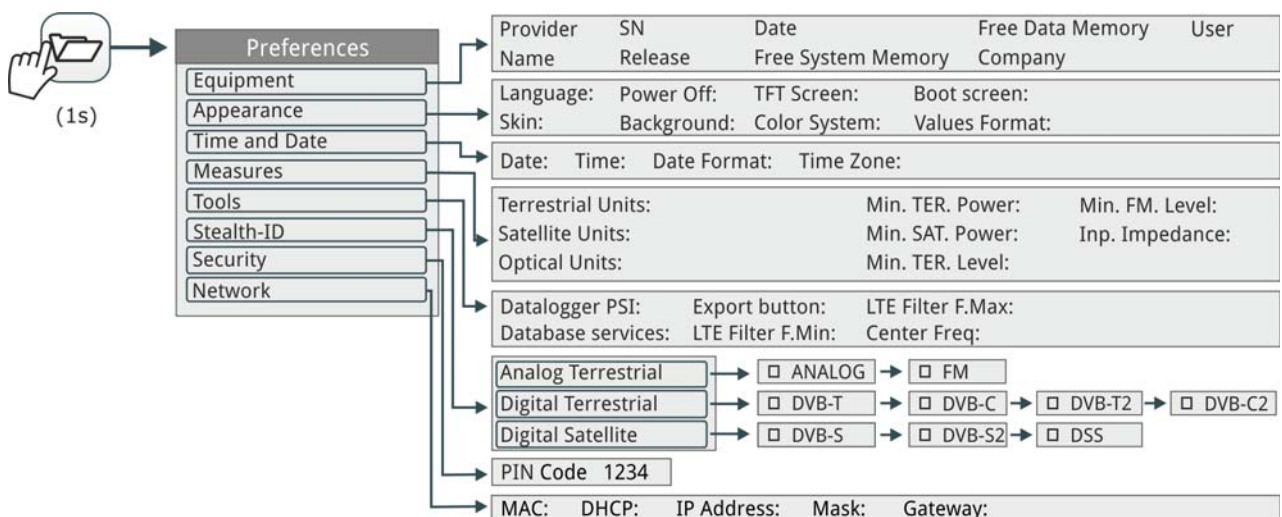 (1s)
Preferences
Equipment
Appearance
Time and Date
Measures
Tools
Stealth-ID
Security
Network
Provider SN Date Free Data Memory User
Name Release Free System Memory Company
Language: Power Off: TFT Screen: Boot screen:
Skin: Background: Color System: Values Format:
Date: Time: Date Format: Time Zone:
Terrestrial Units: Min. TER. Power: Min. FM. Level:
Satellite Units: Min. SAT. Power: Inp. Impedance:
Optical Units: Min. TER. Level:
Datalogger PSI: Export button: LTE Filter F.Max:
Database services: LTE Filter F.Min: Center Freq:
Analog Terrestrial ANALOG FM
Digital Terrestrial DVB-T DVB-C DVB-T2 DVB-C2
Digital Satellite DVB-S DVB-S2 DSS
PIN Code 1234
MAC: DHCP: IP Address: Mask: Gateway: